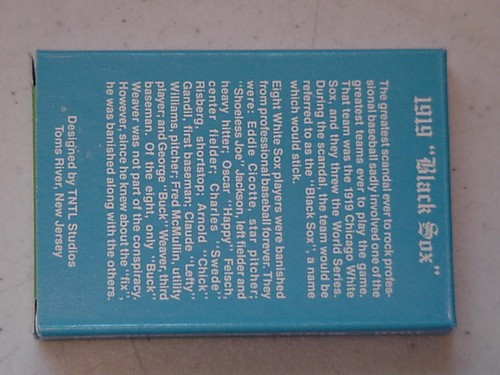 1919 "Black Sox"
The greatest scandal ever to rock profes-
sional baseball sadly involved one of the
greatest teams ever to play the game.
That team was the 1919 Chicago White
Sox, and they threw the World Series.
During the scandal, the team would be
referred to as the "Black Sox", a name
which would stick.
Eight White Sox players were banished
from professional baseball forever. They
were: Eddie Cicotte, star pitcher;
"Shoeless Joe" Jackson, left fielder and
heavy hitter; Oscar "Happy" Felsch,
center fielder; Charles "Swede"
Risberg, shortstop; Arnold "Chick"
Gandil, first baseman; Claude "Lefty"
Williams, pitcher; Fred McMullin, utility
player; and George "Buck" Weaver, third
baseman. Of the eight, only "Buck"
Weaver was not part of the conspiracy.
However, since he knew about the "fix",
he was banished along with the others.
Designed by TNTL Studios
Toms River, New Jersey